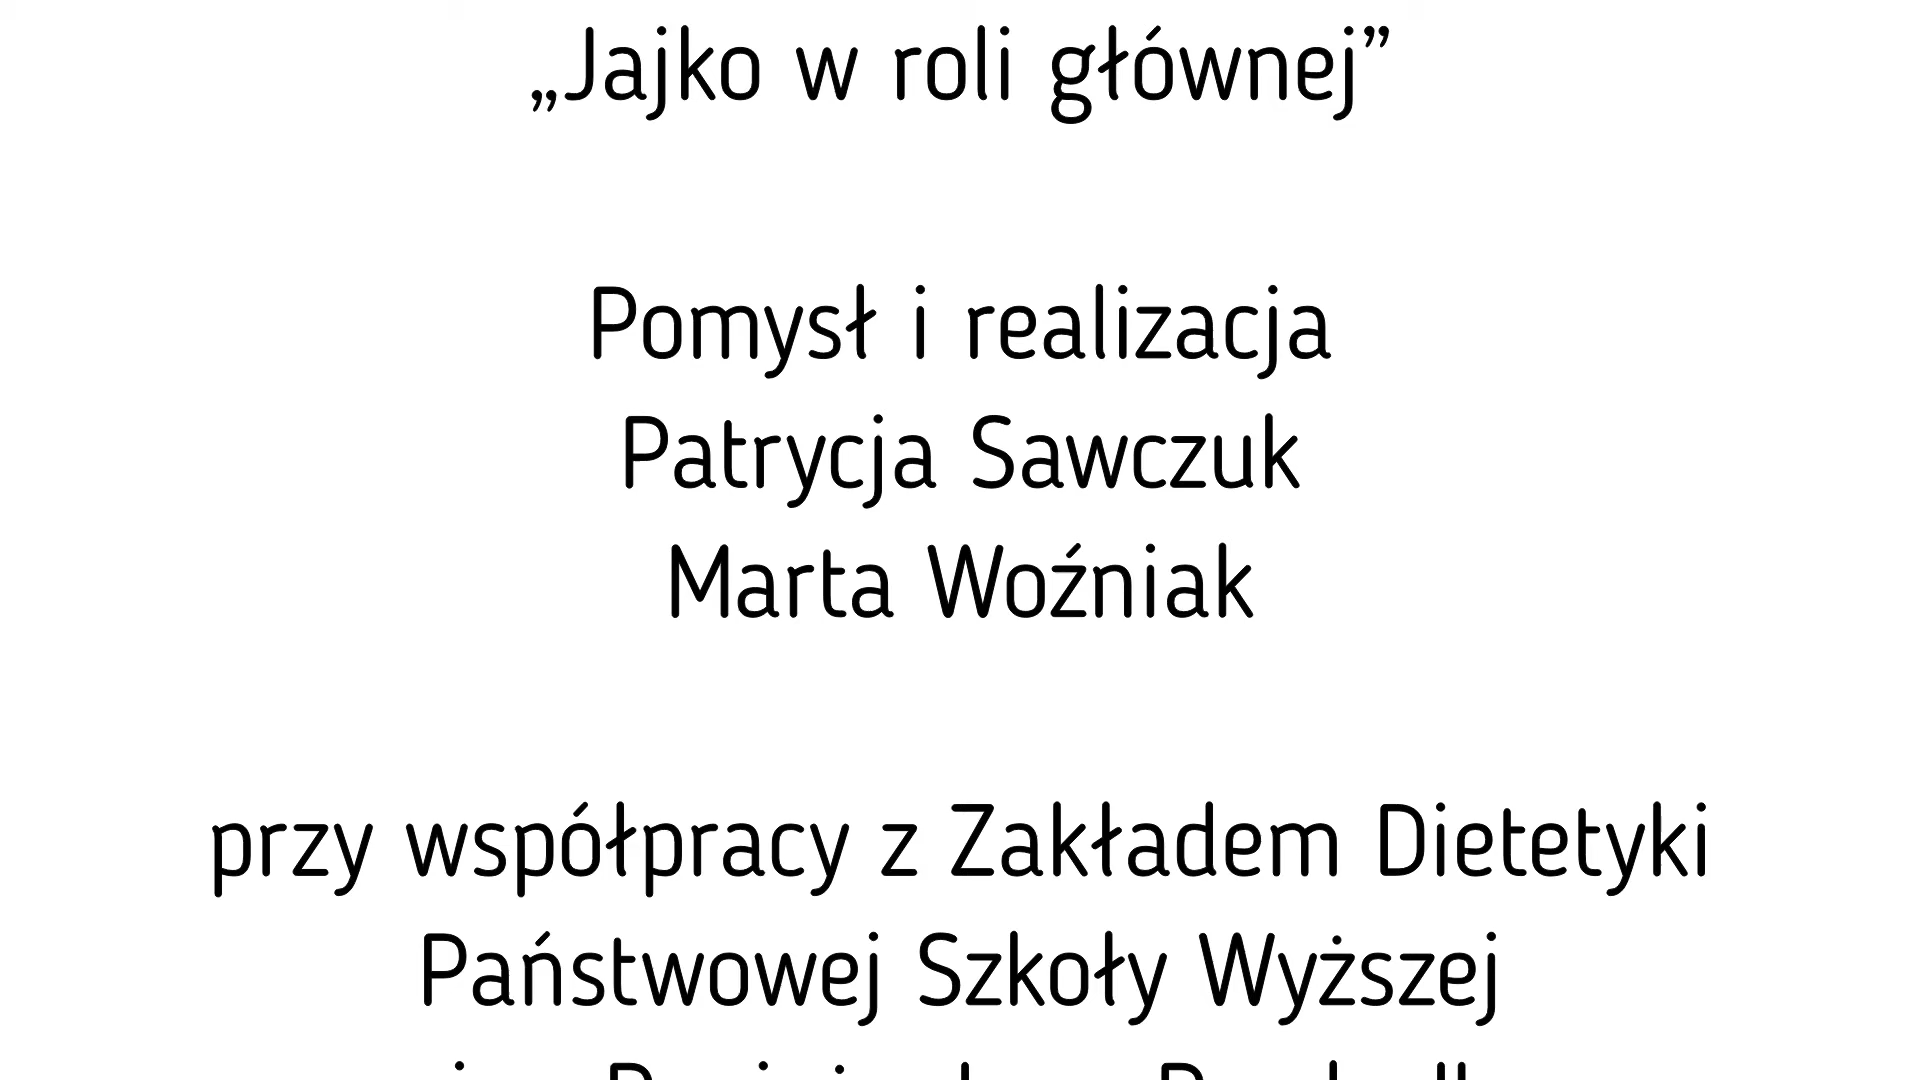 „Jajko w roli głównej”
Pomysł i realizacja
Patrycja Sawczuk
Marta Woźniak
przy współpracy z Zakładem Dietetyki
Państwowej Szkoły Wyższej